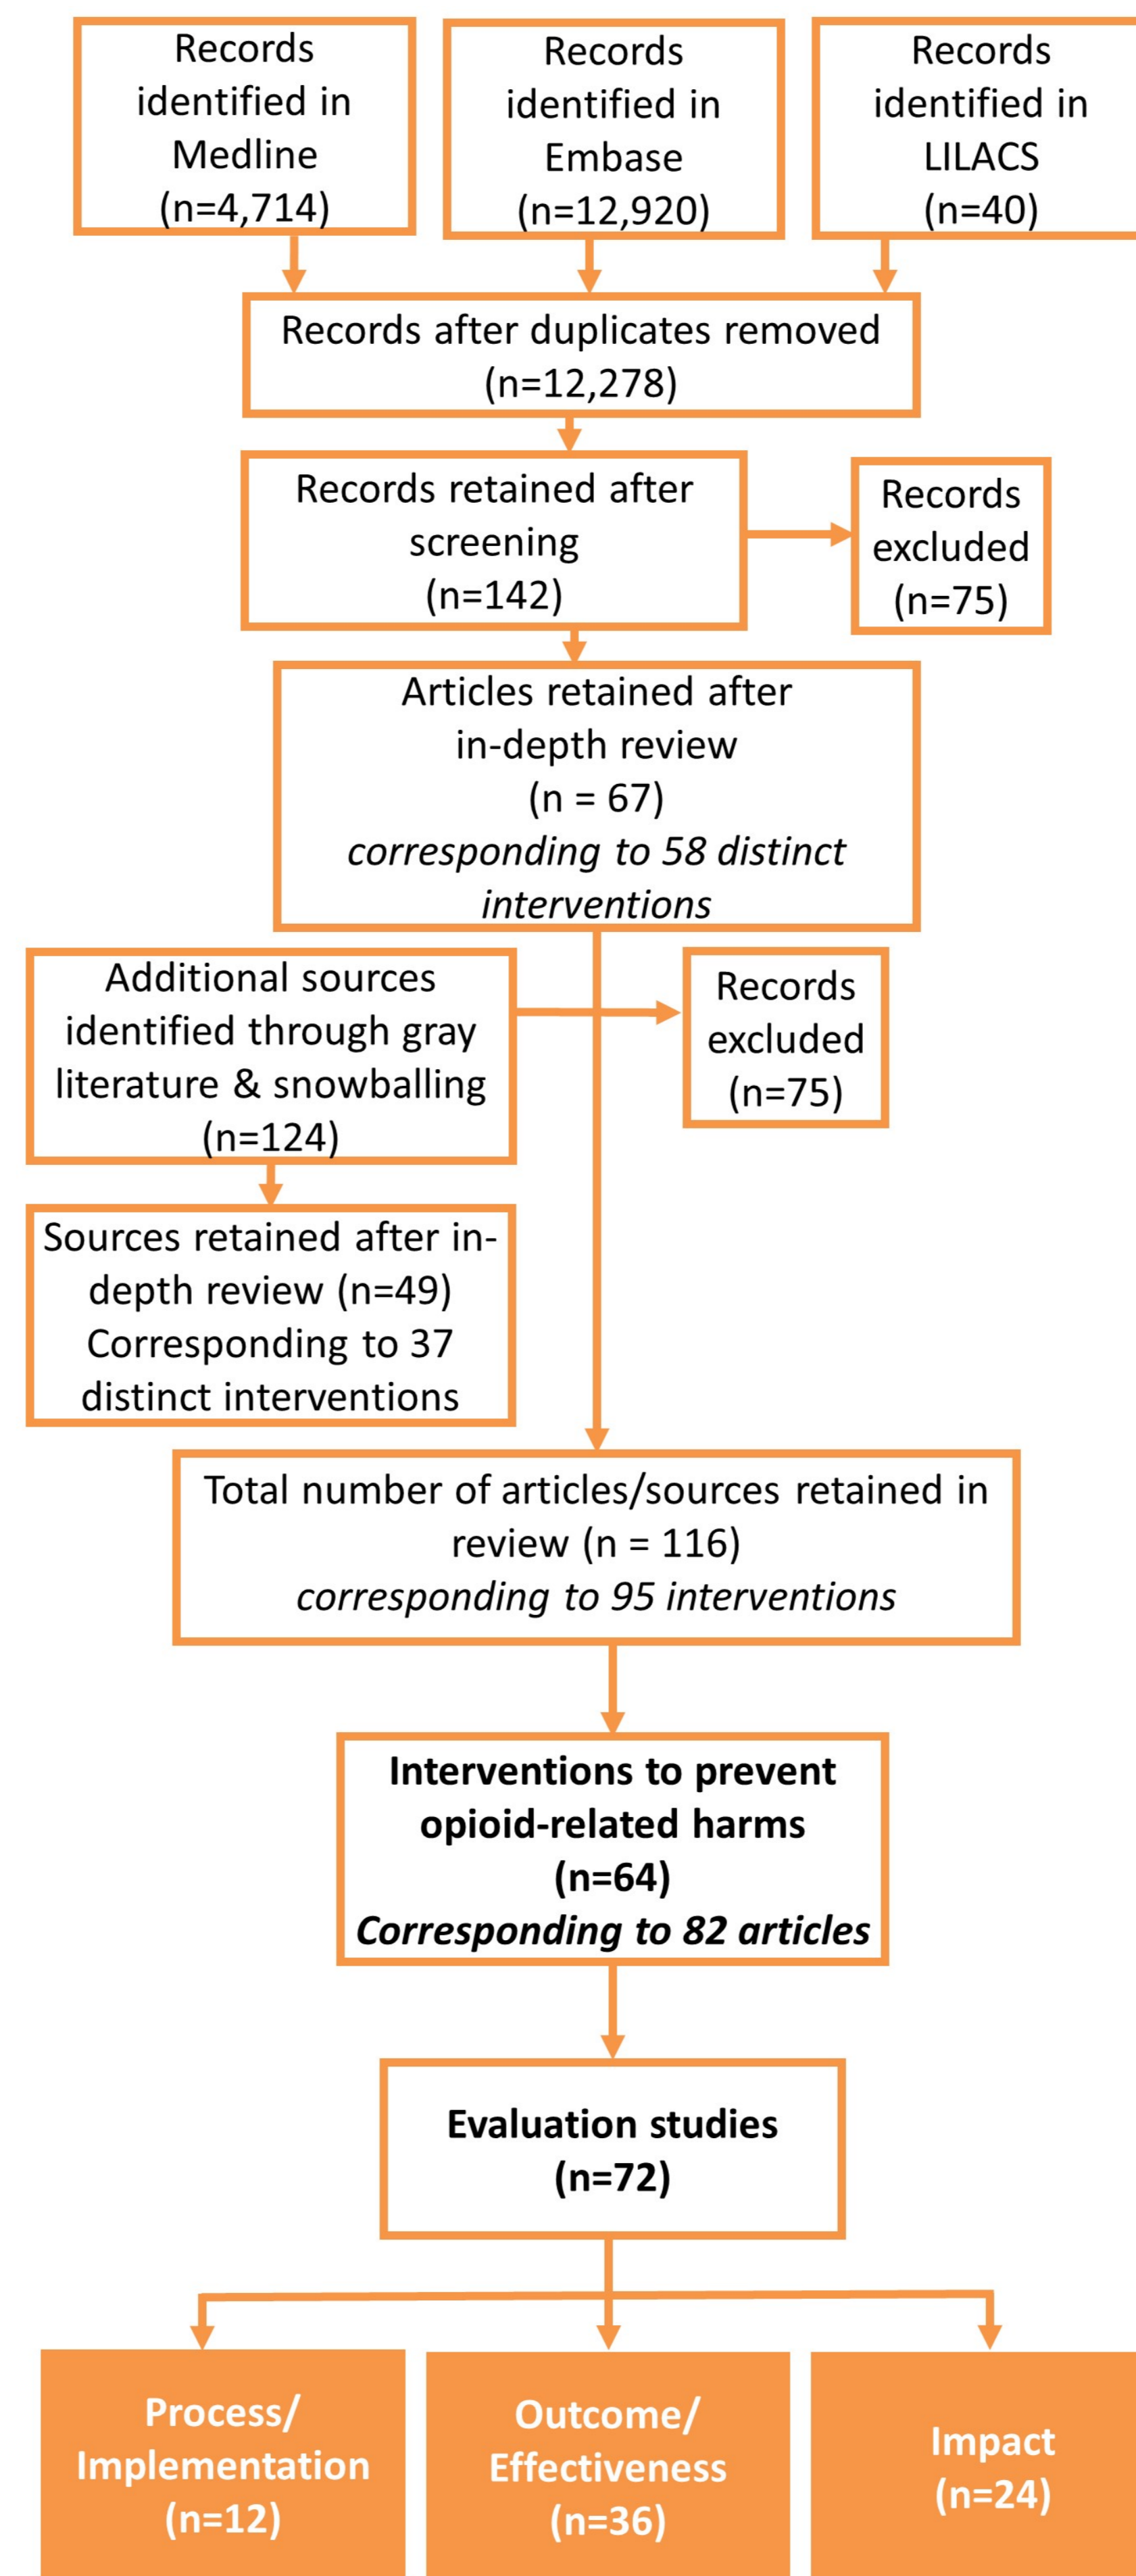 Records
identified in
Medline
(n=4,714)
Records
identified in
Embase
(n=12,920)
Records
identified in
LILACS
(n=40)
Records after duplicates removed
(n=12,278)
Records retained after
screening
(n=142)
Records
excluded
(n=75)
Articles retained after
in-depth review
(n = 67)
corresponding to 58 distinct
interventions
Additional sources
identified through gray
literature & snowballing
(n=124)
Records
excluded
(n=75)
Sources retained after in-
depth review (n=49)
Corresponding to 37
distinct interventions
Total number of articles/sources retained in
review (n = 116)
corresponding to 95 interventions
Interventions to prevent
opioid-related harms
(n=64)
Corresponding to 82 articles
Evaluation studies
(n=72)
Process/
Implementation
(n=12)
Outcome/
Effectiveness
(n=36)
Impact
(n=24)